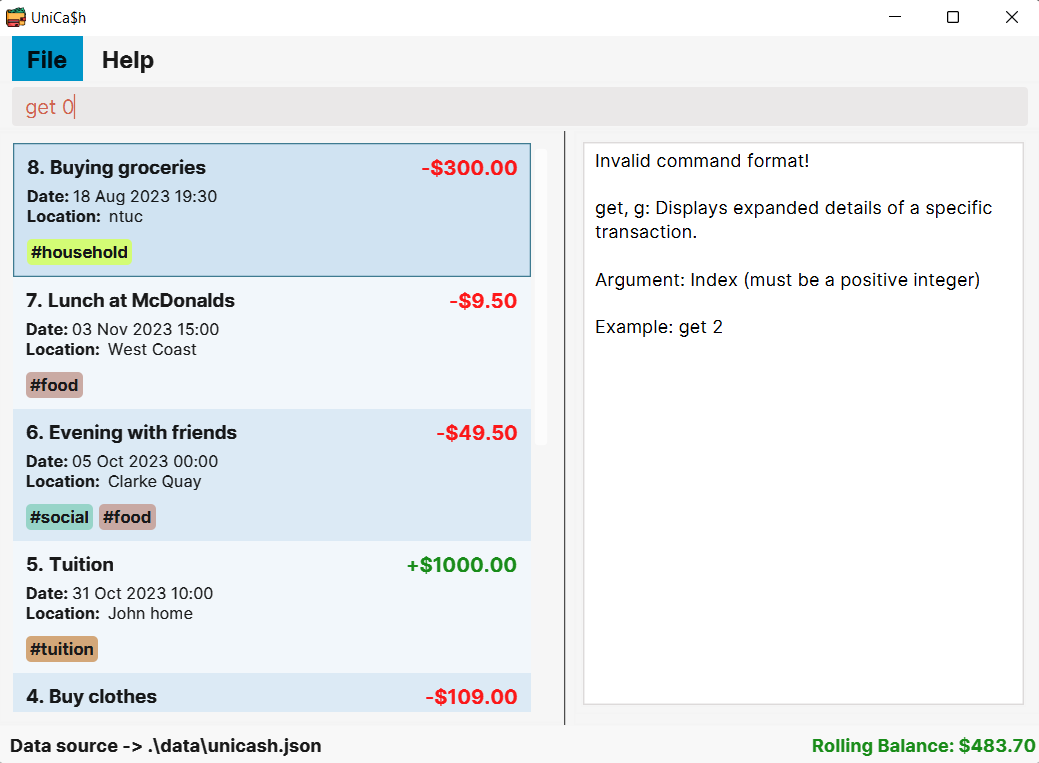 UniCa$h
File Help
get 0
8. Buying groceries -$300.00
Date: 18 Aug 2023 19:30
Location: ntuc
#household
7. Lunch at McDonalds -$9.50
Date: 03 Nov 2023 15:00
Location: West Coast
#food
6. Evening with friends -$49.50
Date: 05 Oct 2023 00:00
Location: Clarke Quay
#social #food
5. Tuition +$1000.00
Date: 31 Oct 2023 10:00
Location: John home
#tuition
4. Buy clothes -$109.00
Invalid command format!
get, g: Displays expanded details of a specific
transaction.
Argument: Index (must be a positive integer)
Example: get 2
Data source -> .\data\unicash.json
Rolling Balance: $483.70